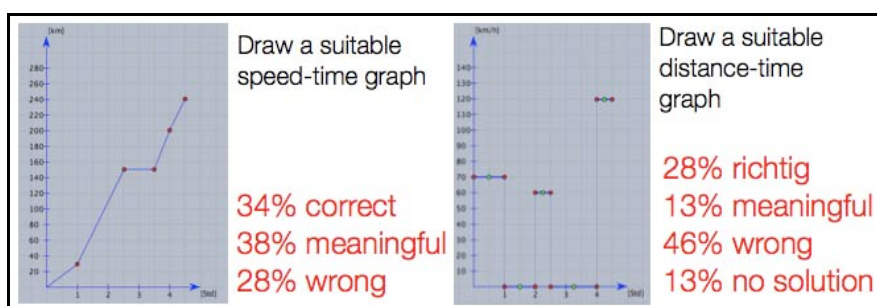 [km]
280
260
240
220
200
180
160
140
120
100
80
60
40
20
1 2 3 4 [Std]
Draw a suitable
speed-time graph
34% correct
38% meaningful
28% wrong
[km/h]
140
130
120
110
100
90
80
70
60
50
40
30
20
10
1 2 3 4 [Std]
Draw a suitable
distance-time
graph
28% richtig
13% meaningful
46% wrong
13% no solution